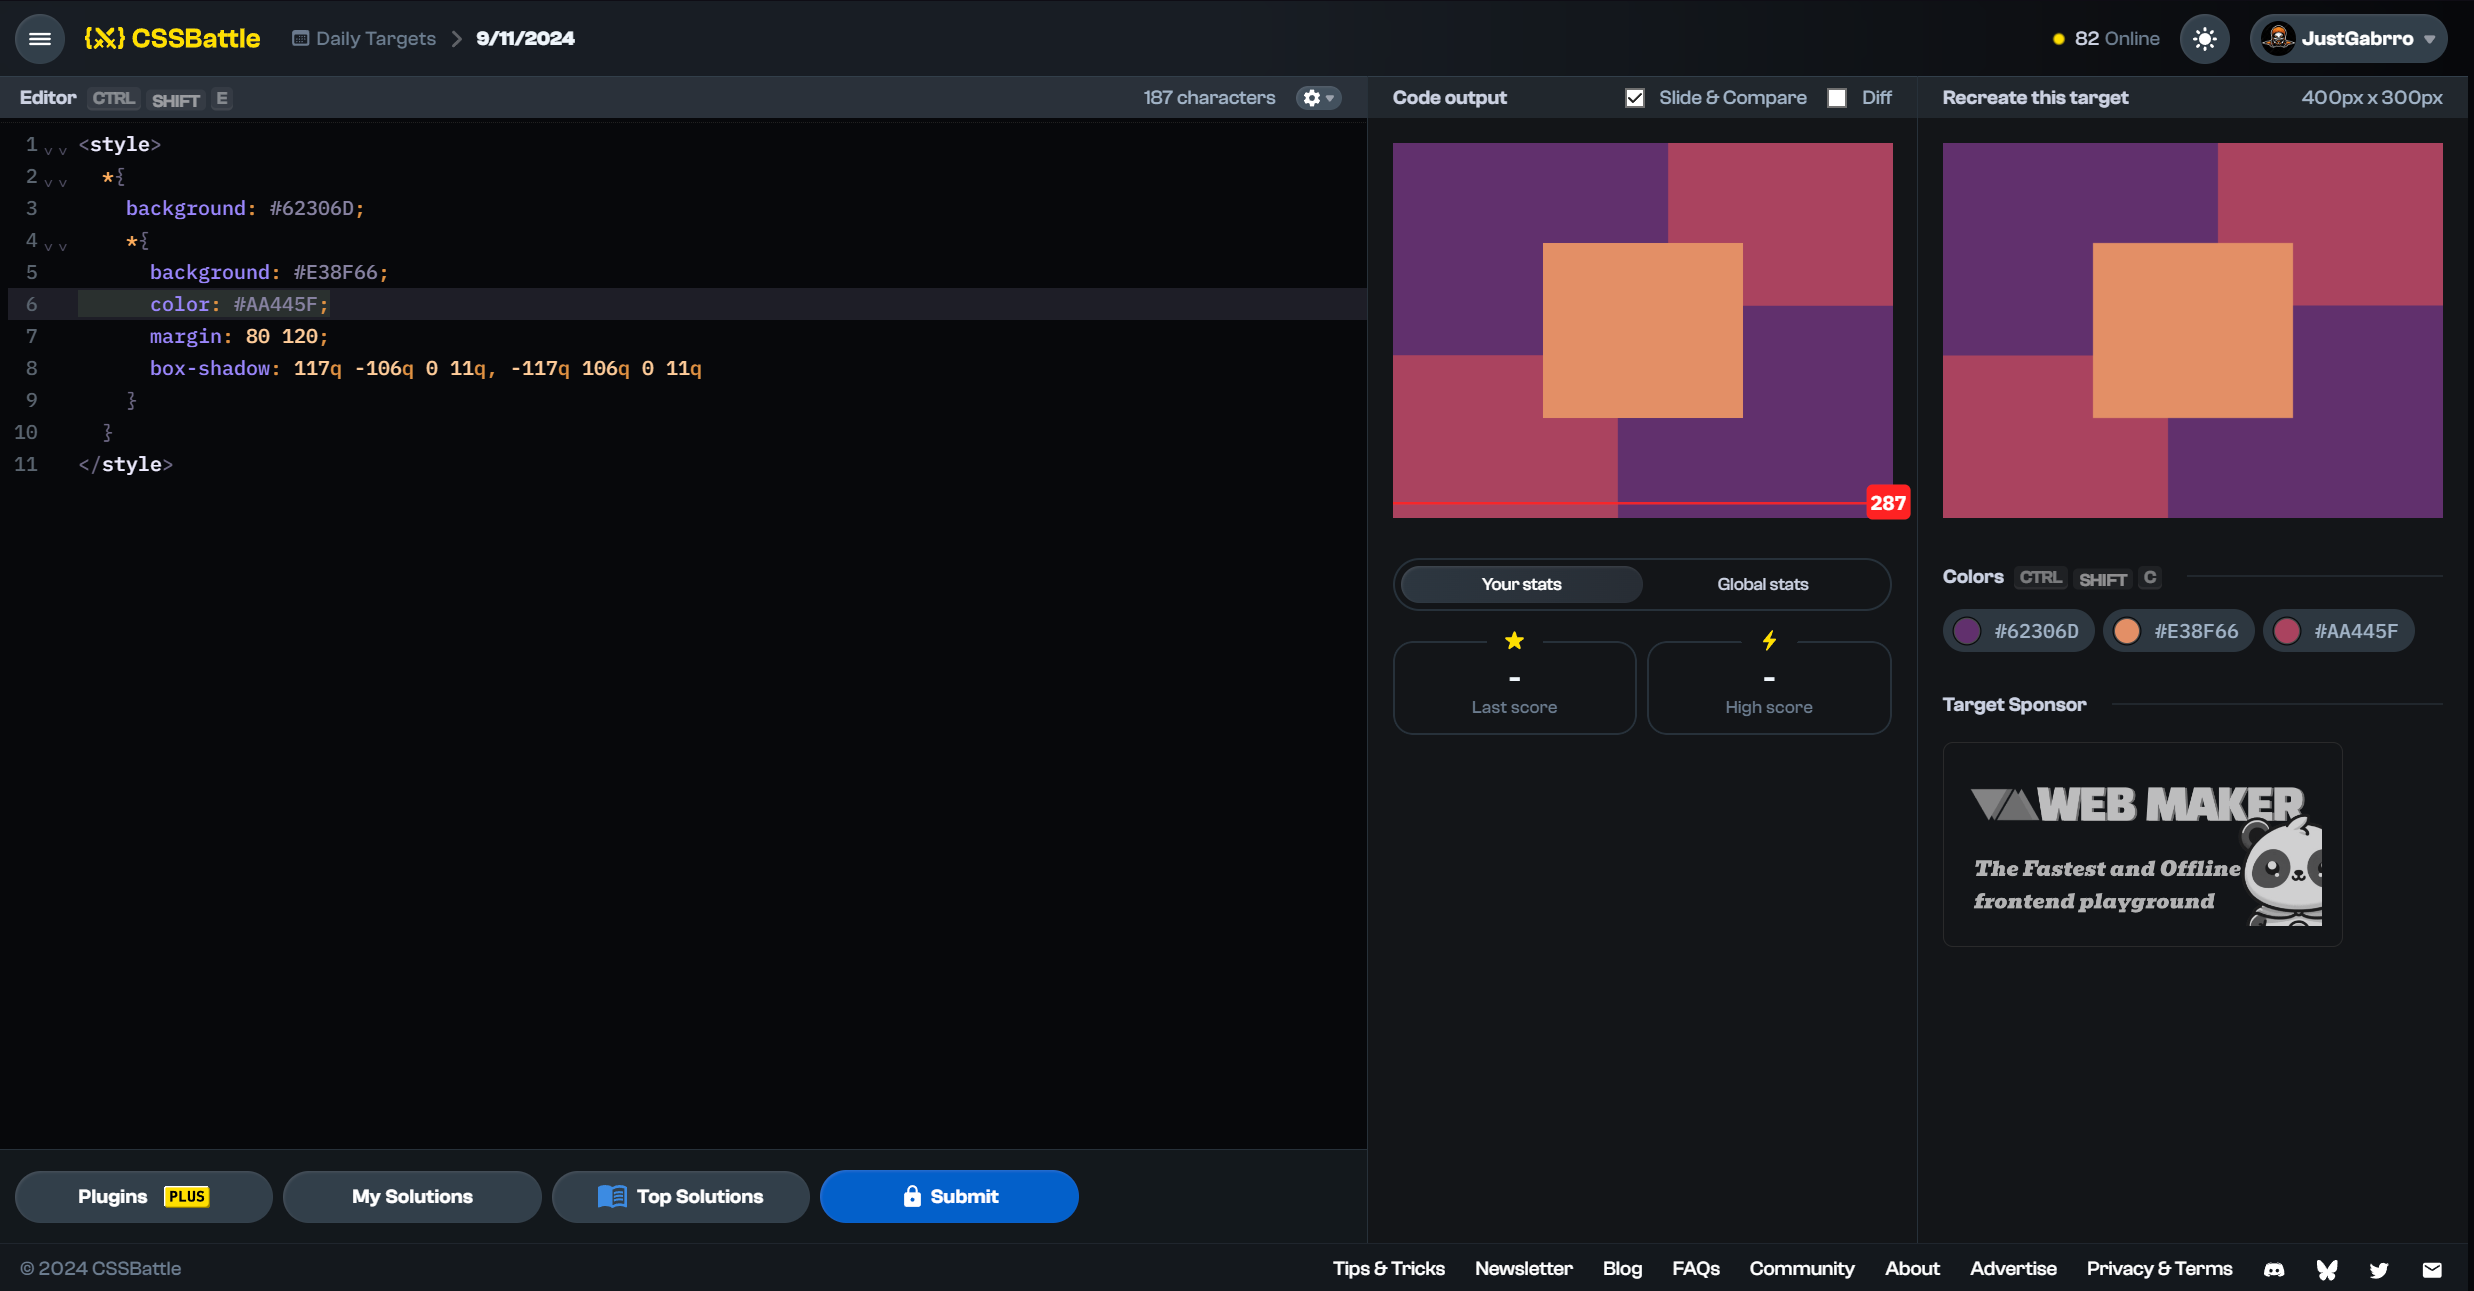 {X} CSSBattle
Daily Targets > 9/11/2024
82 Online
JustGabrro
Editor CTRL SHIFT E
187 characters
Code output
Slide & Compare
Diff
Recreate this target
400px x 300px
1 <style>
2 *{
3 background: #62306D;
4 *{
5 background: #E38F66;
6 color: #AA445F;
7 margin: 80 120;
8 box-shadow: 117q -106q 0 11q, -117q 106q 0 11q
9 }
10 }
11 </style>
287
Your stats
Global stats
-
Last score
-
High score
Colors CTRL SHIFT C
#62306D
#E38F66
#AA445F
Target Sponsor
WEB MAKER
The Fastest and Offline
frontend playground
Plugins PLUS
My Solutions
Top Solutions
Submit
© 2024 CSSBattle
Tips & Tricks
Newsletter
Blog
FAQs
Community
About
Advertise
Privacy & Terms